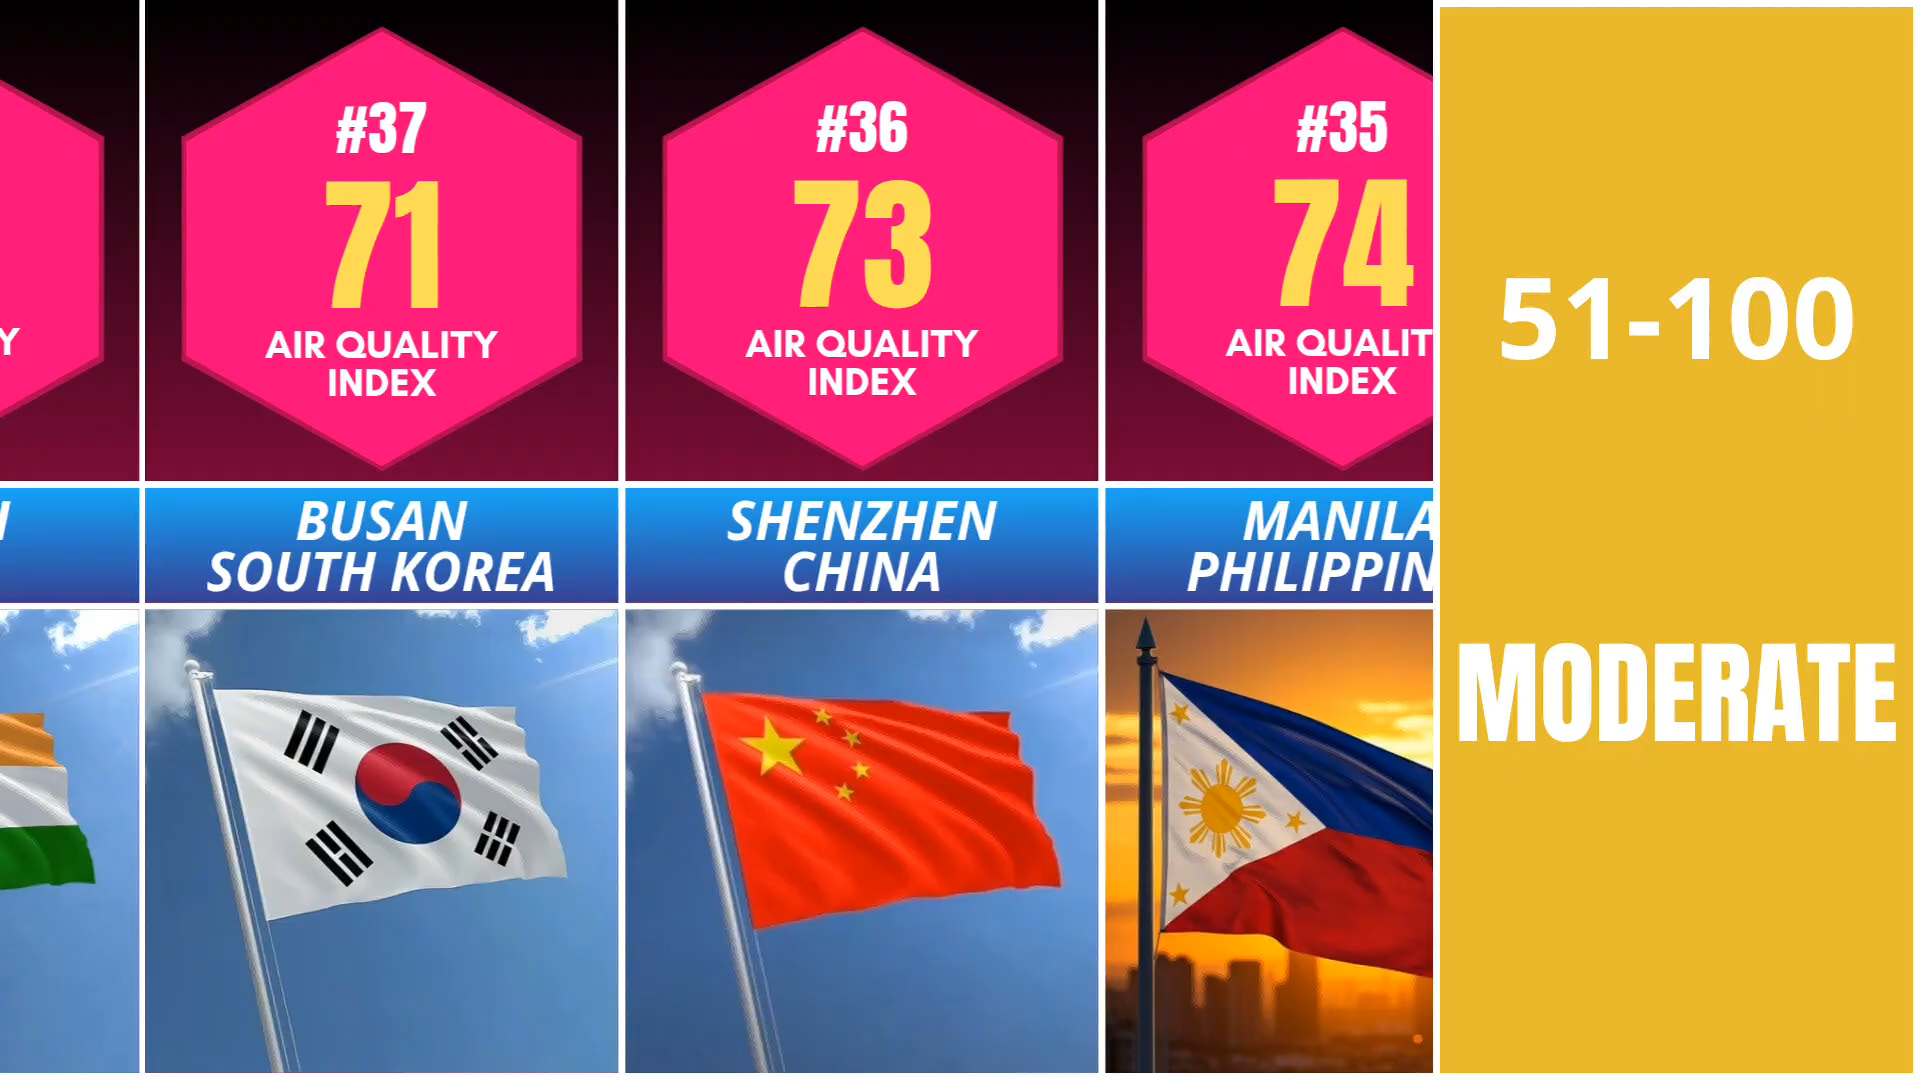 #37
71
AIR QUALITY
INDEX
BUSAN
SOUTH KOREA
#36
73
AIR QUALITY
INDEX
SHENZHEN
CHINA
#35
74
AIR QUALIT
INDEX
MANILA
PHILIPPIN
51-100
MODERATE